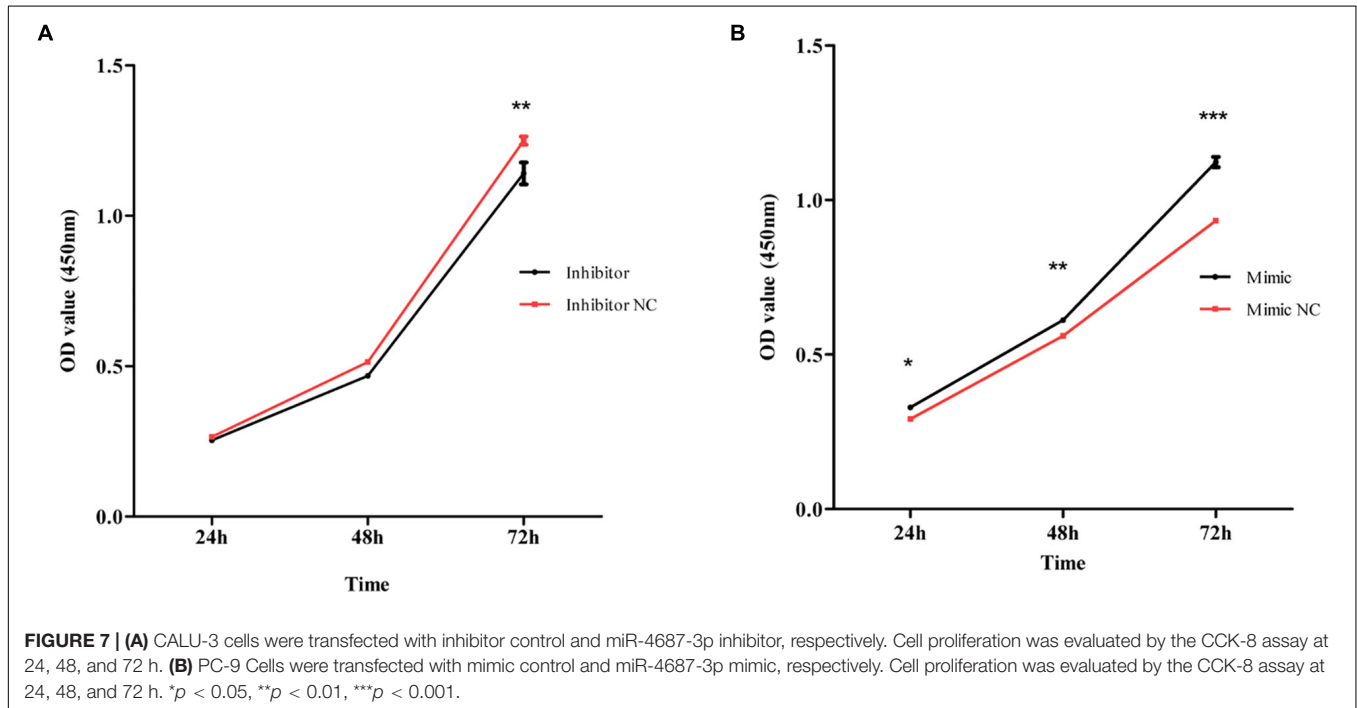 A
1.5
1.0
0.5
0.0
OD value (450nm)
**
Inhibitor
Inhibitor NC
24h
48h
72h
Time
B
1.5
1.0
0.5
0.0
OD value (450nm)
*
**
***
Mimic
Mimic NC
24h
48h
72h
Time
FIGURE 7 | (A) CALU-3 cells were transfected with inhibitor control and miR-4687-3p inhibitor, respectively. Cell proliferation was evaluated by the CCK-8 assay at
24, 48, and 72 h. (B) PC-9 Cells were transfected with mimic control and miR-4687-3p mimic, respectively. Cell proliferation was evaluated by the CCK-8 assay at
24, 48, and 72 h. *p < 0.05, **p < 0.01, ***p < 0.001.